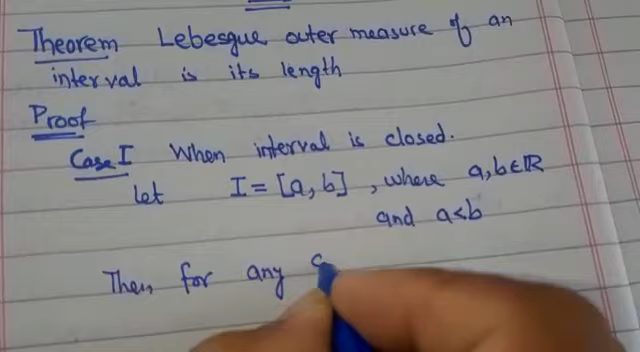 Theorem Lebesgue outer measure of an
interval is its length
Proof
Case I When interval is closed.
let I = [a, b] , where a, b ∈ ℝ
and a < b
Then for any